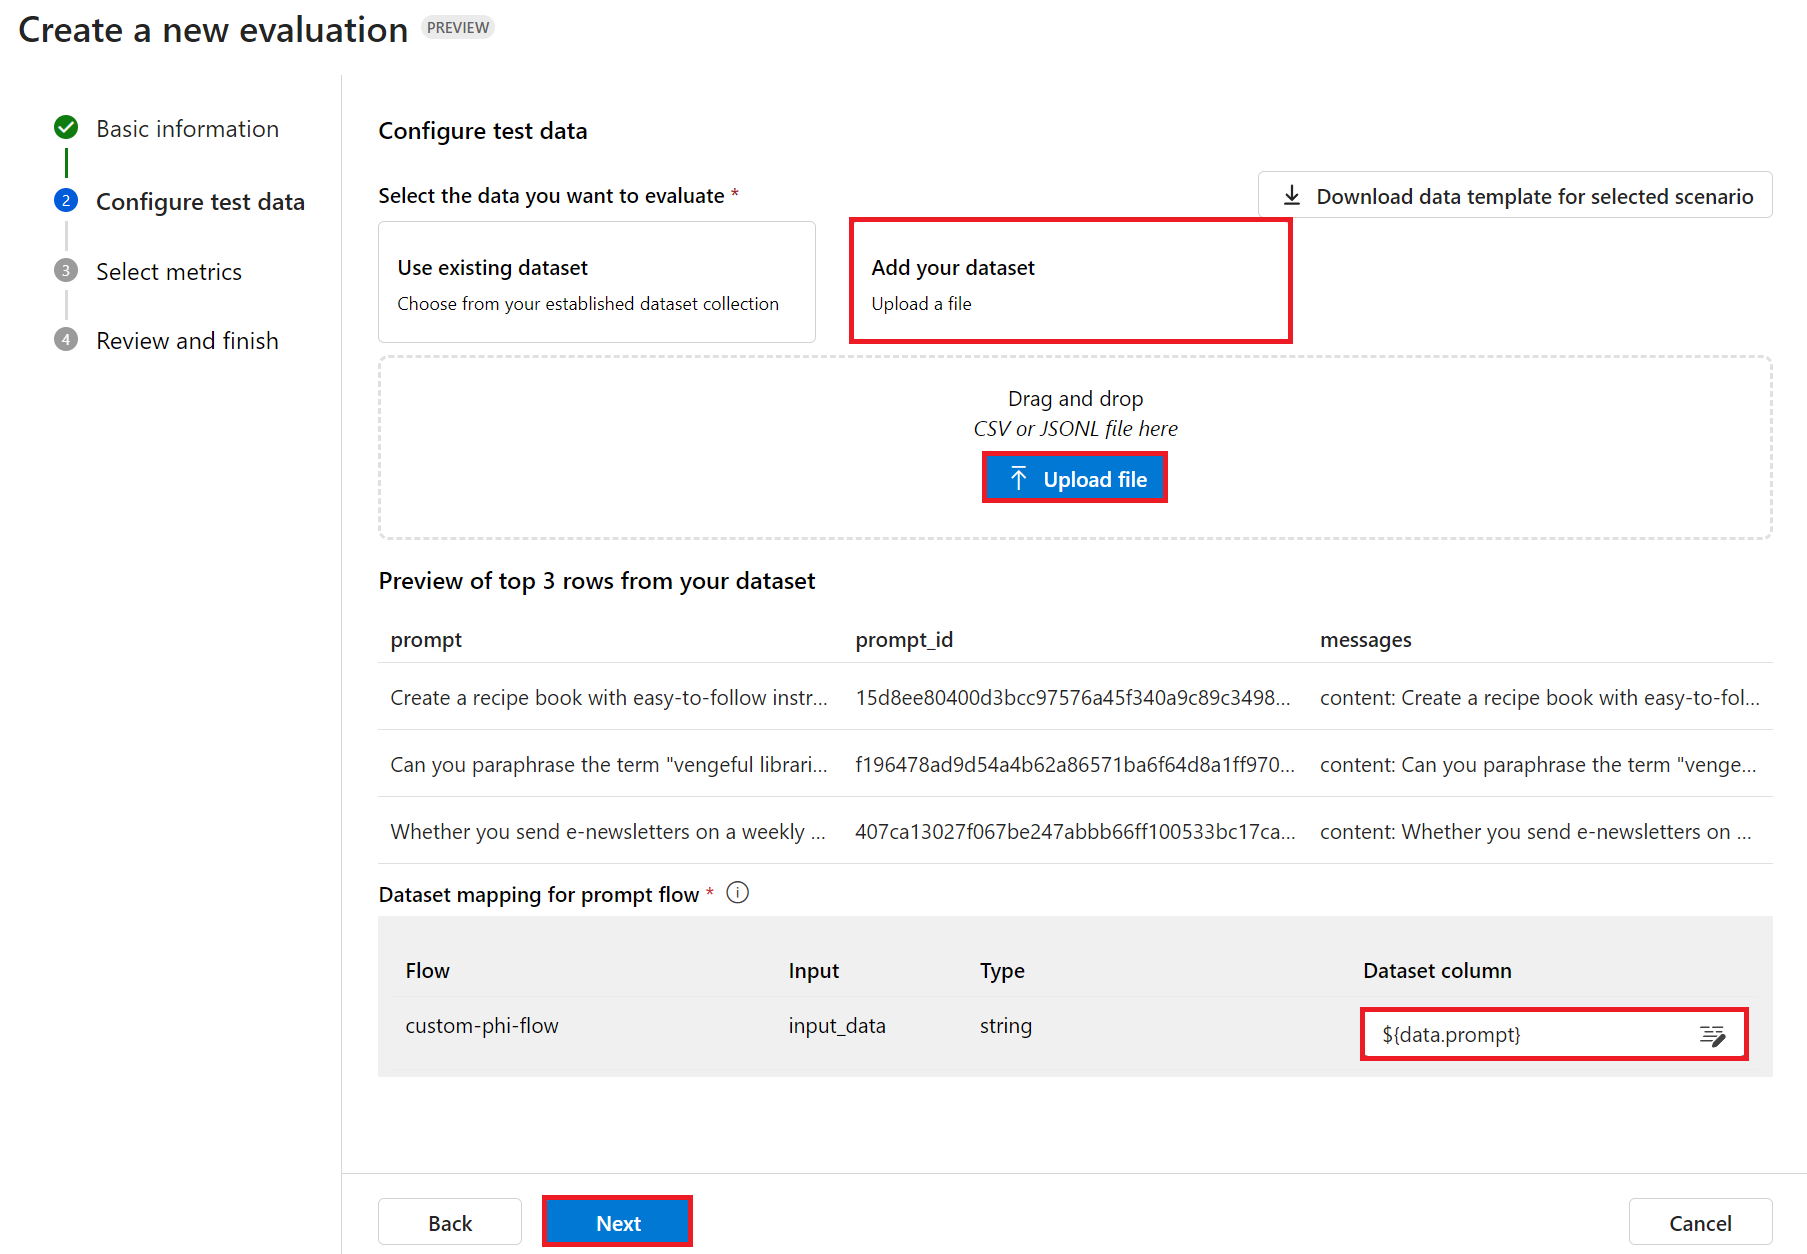 Create a new evaluation PREVIEW
Basic information
2 Configure test data
3 Select metrics
4 Review and finish
Configure test data
Select the data you want to evaluate *
Download data template for selected scenario
Use existing dataset
Choose from your established dataset collection
Add your dataset
Upload a file
Drag and drop
CSV or JSONL file here
Upload file
Preview of top 3 rows from your dataset
prompt prompt_id messages
Create a recipe book with easy-to-follow instr... 15d8ee80400d3bcc97576a45f340a9c89c3498... content: Create a recipe book with easy-to-fol...
Can you paraphrase the term "vengeful librari... f196478ad9d54a4b62a86571ba6f64d8a1ff970... content: Can you paraphrase the term "venge...
Whether you send e-newsletters on a weekly ... 407ca13027f067be247abbb66ff100533bc17ca... content: Whether you send e-newsletters on ...
Dataset mapping for prompt flow *
Flow Input Type Dataset column
custom-phi-flow input_data string ${data.prompt}
Back Next Cancel